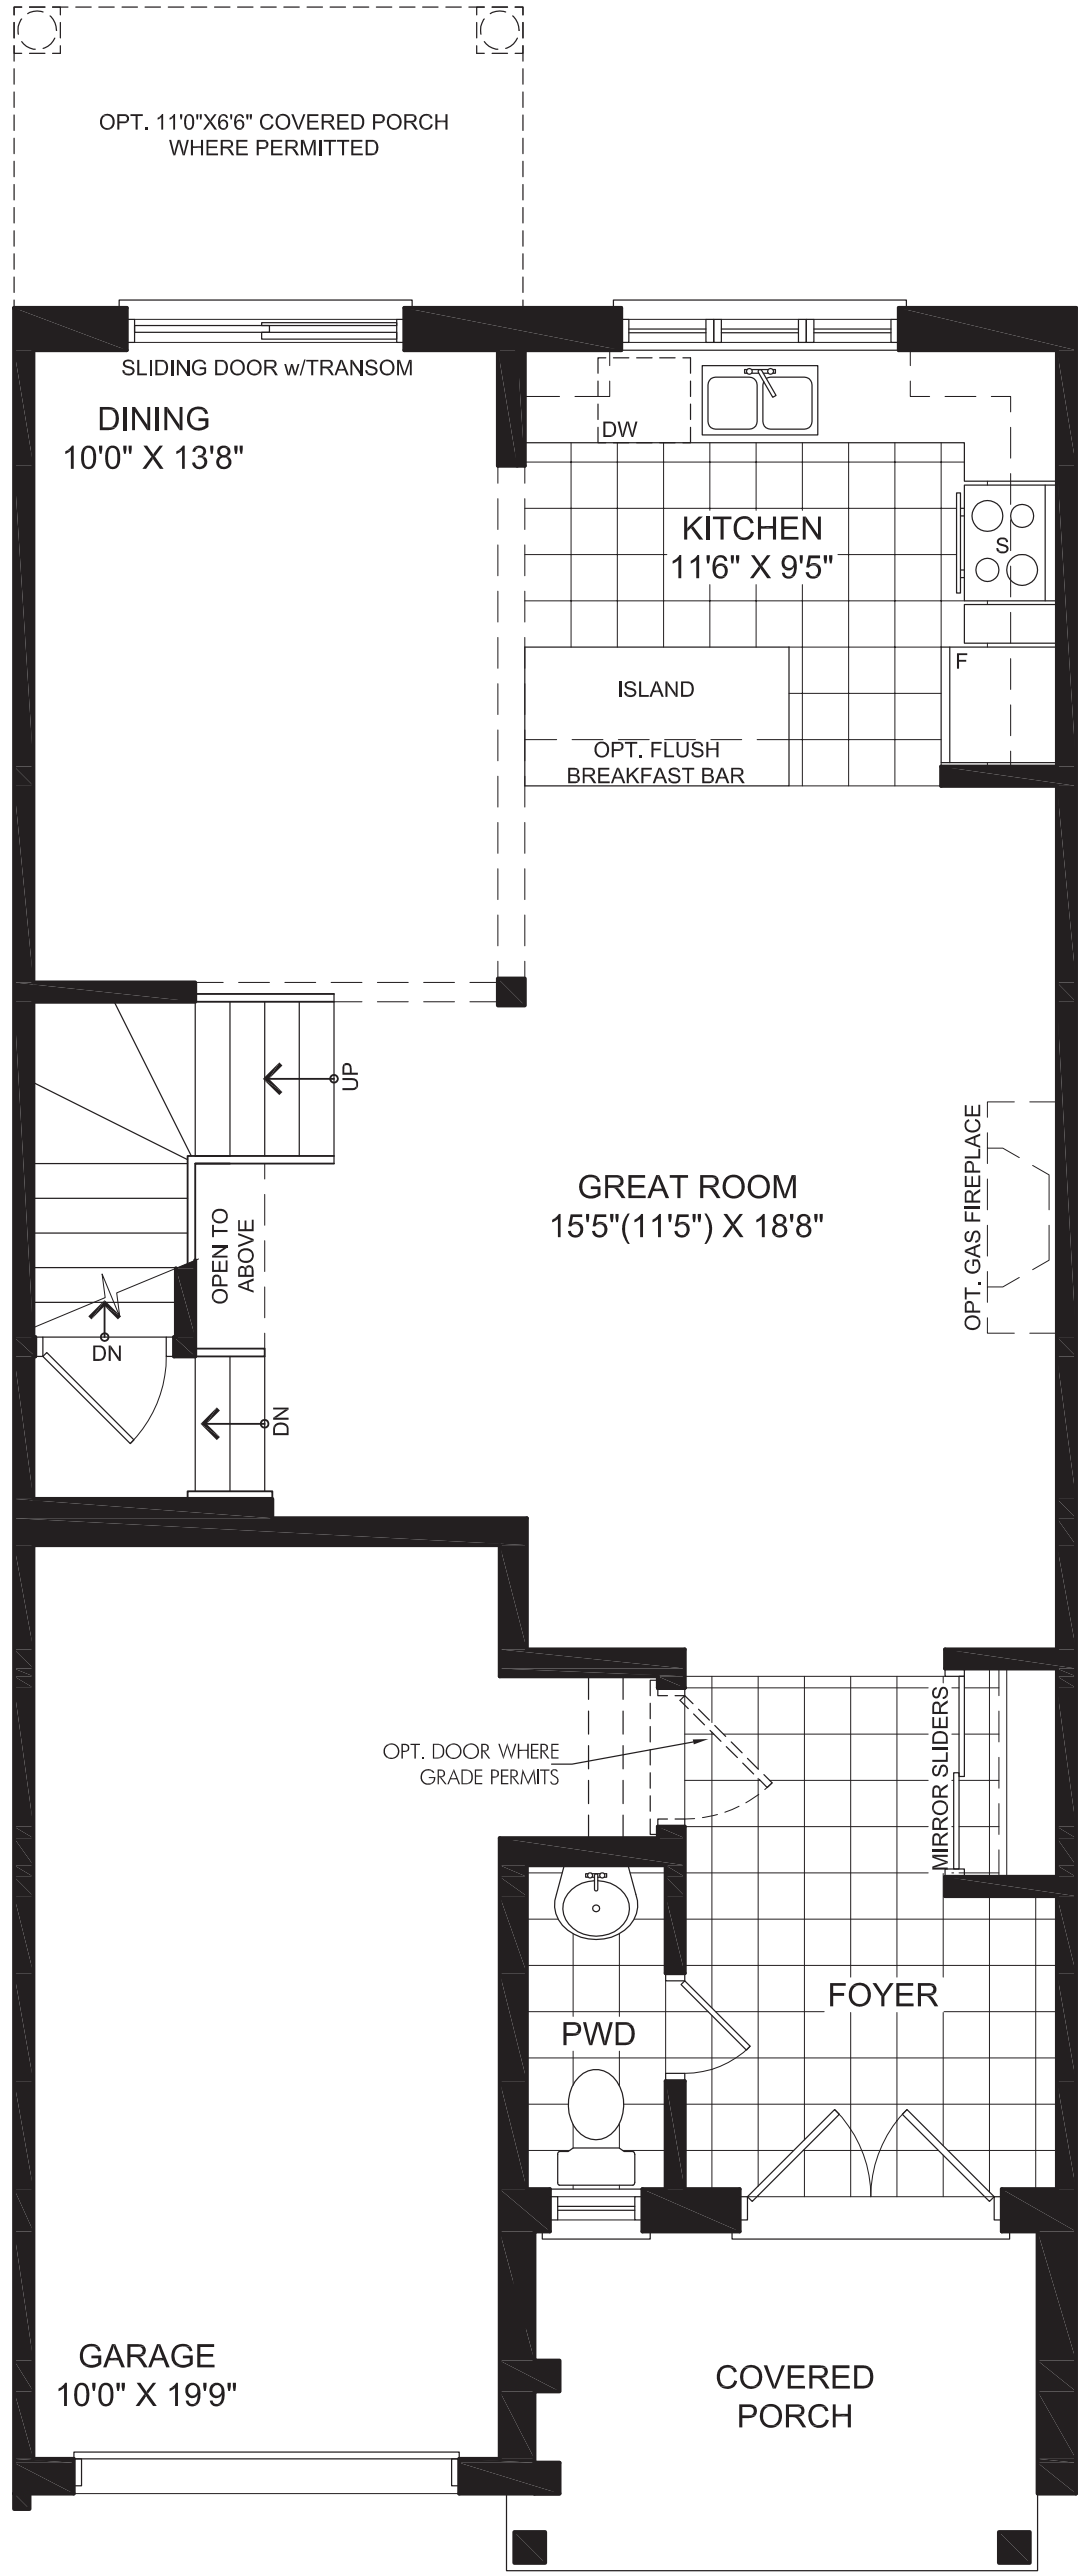 OPT. 11'0"X6'6" COVERED PORCH
WHERE PERMITTED
SLIDING DOOR w/TRANSOM
DINING
10'0" X 13'8"
DW
KITCHEN
11'6" X 9'5"
S
F
ISLAND
OPT. FLUSH
BREAKFAST BAR
UP
GREAT ROOM
15'5"(11'5") X 18'8"
OPT. GAS FIREPLACE
OPEN TO
ABOVE
DN
DN
MIRROR SLIDERS
OPT. DOOR WHERE
GRADE PERMITS
FOYER
PWD
GARAGE
10'0" X 19'9"
COVERED
PORCH